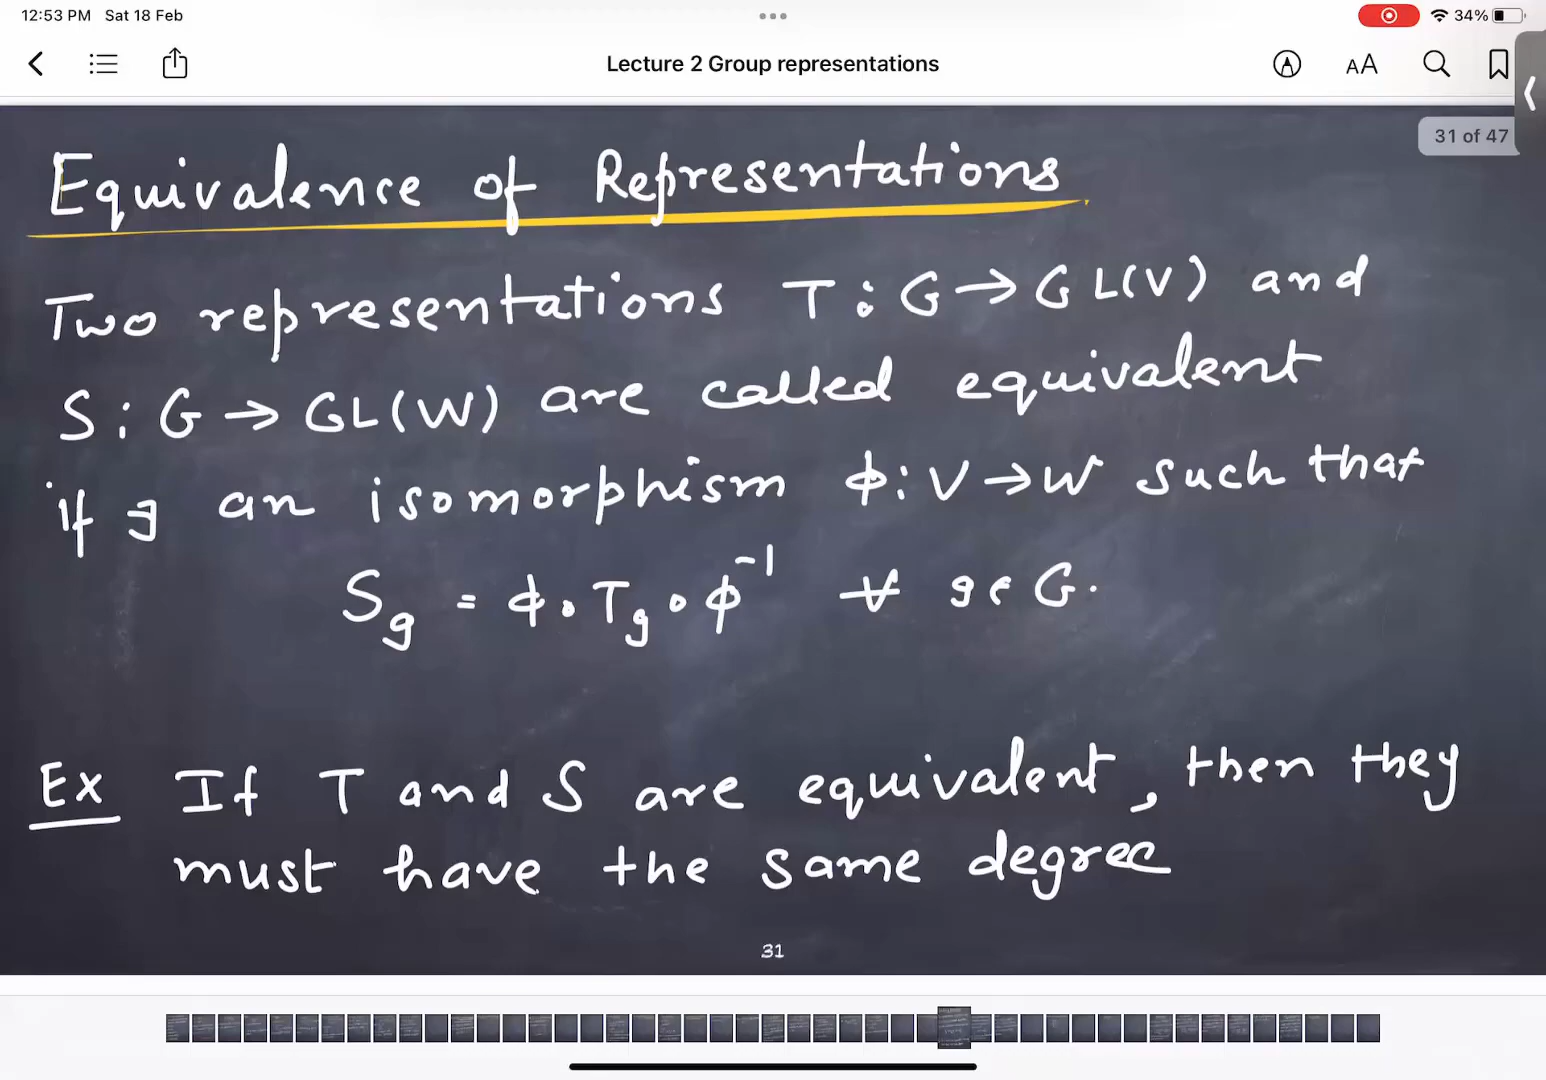 12:53 PM Sat 18 Feb
34%
Lecture 2 Group representations
AA
31 of 47
Equivalence of Representations
Two representations T : G → GL(V) and
S : G → GL(W) are called equivalent
if ∃ an isomorphism ϕ : V → W such that
S_g = ϕ ∘ T_g ∘ ϕ^{-1} ∀ g ∈ G.
Ex If T and S are equivalent, then they
must have the same degree
31